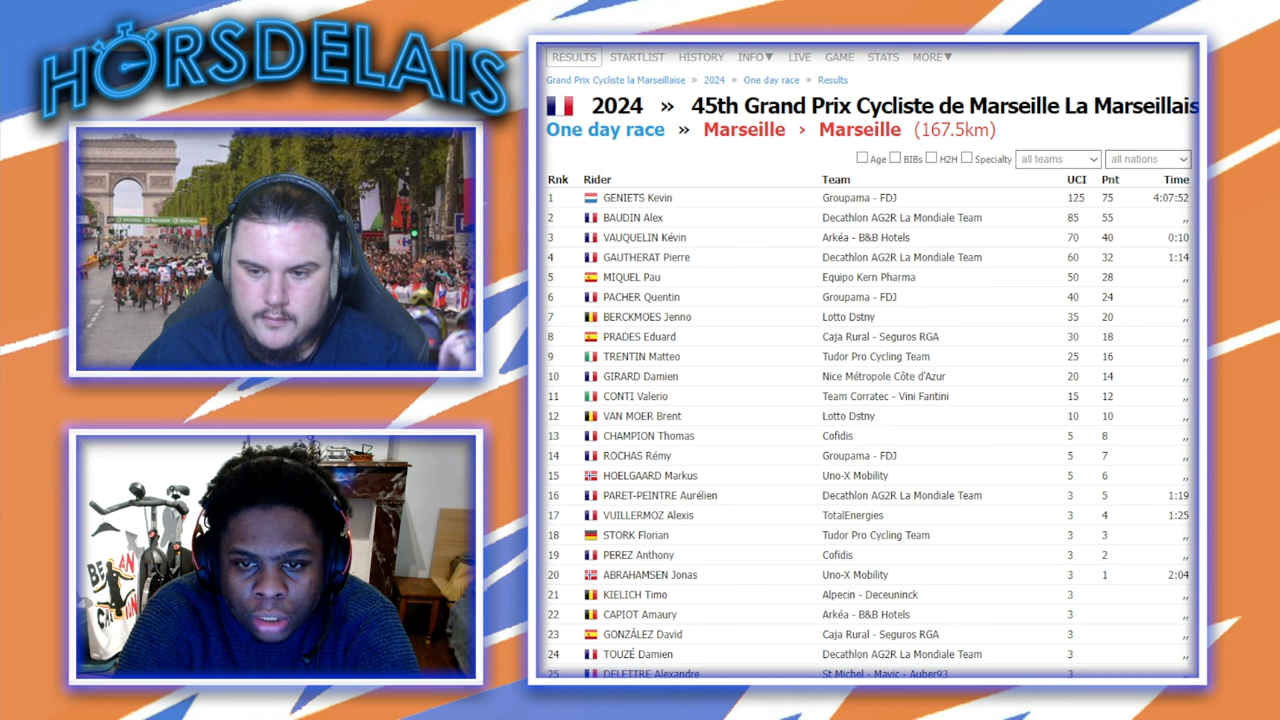 HORSDELAIS
RESULTS STARTLIST HISTORY INFO▼ LIVE GAME STATS MORE▼
Grand Prix Cycliste la Marseillaise » 2024 » One day race » Results
2024 » 45th Grand Prix Cycliste de Marseille La Marseillais
One day race » Marseille › Marseille (167.5km)
Age BIBs H2H Specialty all teams all nations
Rnk Rider Team UCI Pnt Time
1 GENIETS Kevin Groupama - FDJ 125 75 4:07:52
2 BAUDIN Alex Decathlon AG2R La Mondiale Team 85 55 ,,
3 VAUQUELIN Kévin Arkéa - B&B Hotels 70 40 0:10
4 GAUTHERAT Pierre Decathlon AG2R La Mondiale Team 60 32 1:14
5 MIQUEL Pau Equipo Kern Pharma 50 28 ,,
6 PACHER Quentin Groupama - FDJ 40 24 ,,
7 BERCKMOES Jenno Lotto Dstny 35 20 ,,
8 PRADES Eduard Caja Rural - Seguros RGA 30 18 ,,
9 TRENTIN Matteo Tudor Pro Cycling Team 25 16 ,,
10 GIRARD Damien Nice Métropole Côte d'Azur 20 14 ,,
11 CONTI Valerio Team Corratec - Vini Fantini 15 12 ,,
12 VAN MOER Brent Lotto Dstny 10 10 ,,
13 CHAMPION Thomas Cofidis 5 8 ,,
14 ROCHAS Rémy Groupama - FDJ 5 7 ,,
15 HOELGAARD Markus Uno-X Mobility 5 6 ,,
16 PARET-PEINTRE Aurélien Decathlon AG2R La Mondiale Team 3 5 1:19
17 VUILLERMOZ Alexis TotalEnergies 3 4 1:25
18 STORK Florian Tudor Pro Cycling Team 3 3 ,,
19 PEREZ Anthony Cofidis 3 2 ,,
20 ABRAHAMSEN Jonas Uno-X Mobility 3 1 2:04
21 KIELICH Timo Alpecin - Deceuninck 3 ,,
22 CAPIOT Amaury Arkéa - B&B Hotels 3 ,,
23 GONZÁLEZ David Caja Rural - Seguros RGA 3 ,,
24 TOUZÉ Damien Decathlon AG2R La Mondiale Team 3 ,,
25 DELETTRE Alexandre St Michel - Mavic - Auber93 3 ,,
BE
AN